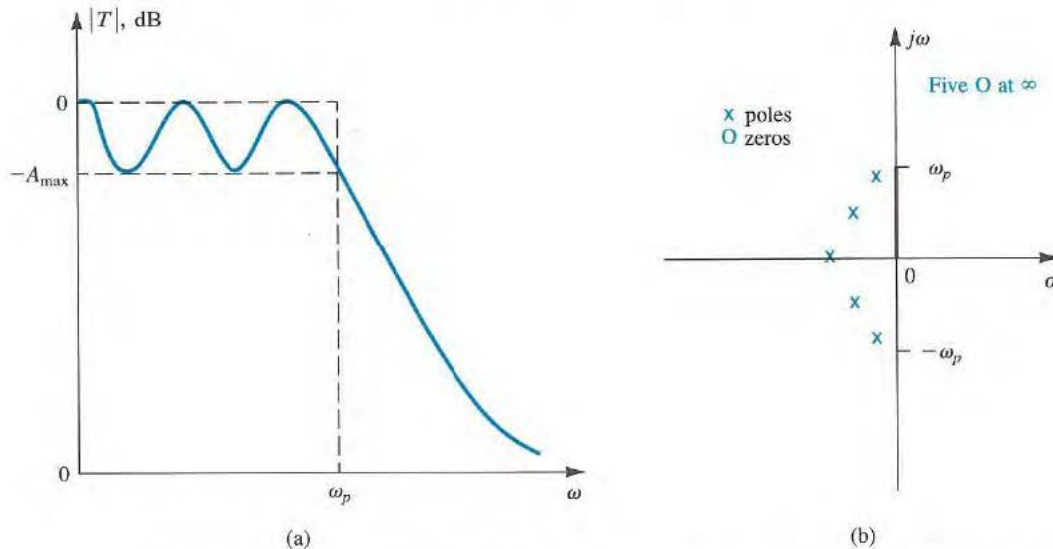 |T|, dB
0
−A_max
0
ω_p
ω
(a)
jω
Five O at ∞
x poles
O zeros
ω_p
0
σ
−ω_p
(b)